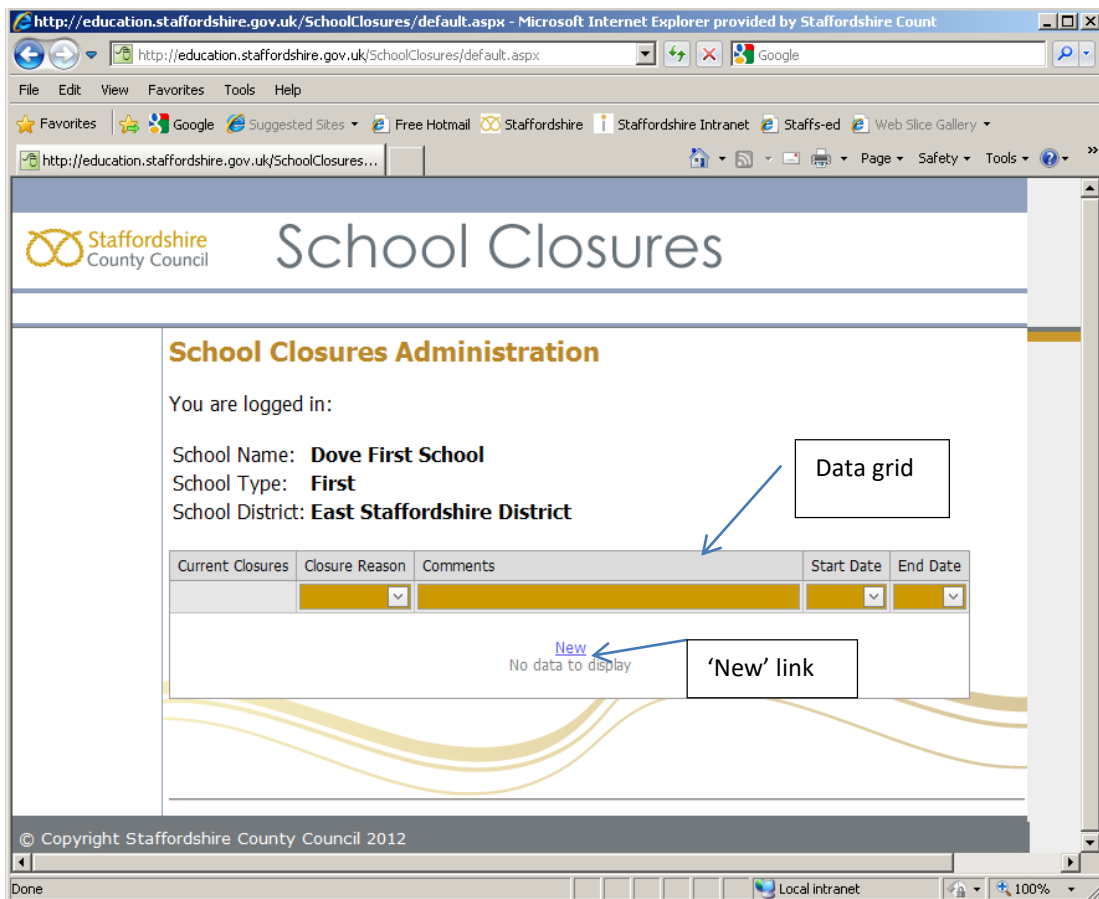 http://education.staffordshire.gov.uk/SchoolClosures/default.aspx - Microsoft Internet Explorer provided by Staffordshire Count
http://education.staffordshire.gov.uk/SchoolClosures/default.aspx
Google
File Edit View Favorites Tools Help
Favorites Google Suggested Sites Free Hotmail Staffordshire Staffordshire Intranet Staffs-ed Web Slice Gallery
http://education.staffordshire.gov.uk/SchoolClosures... Page Safety Tools »
Staffordshire
County Council
School Closures
School Closures Administration
You are logged in:
School Name: Dove First School
School Type: First
School District: East Staffordshire District
Data grid
Current Closures Closure Reason Comments Start Date End Date
New
No data to display
‘New’ link
© Copyright Staffordshire County Council 2012
Done Local intranet 100%